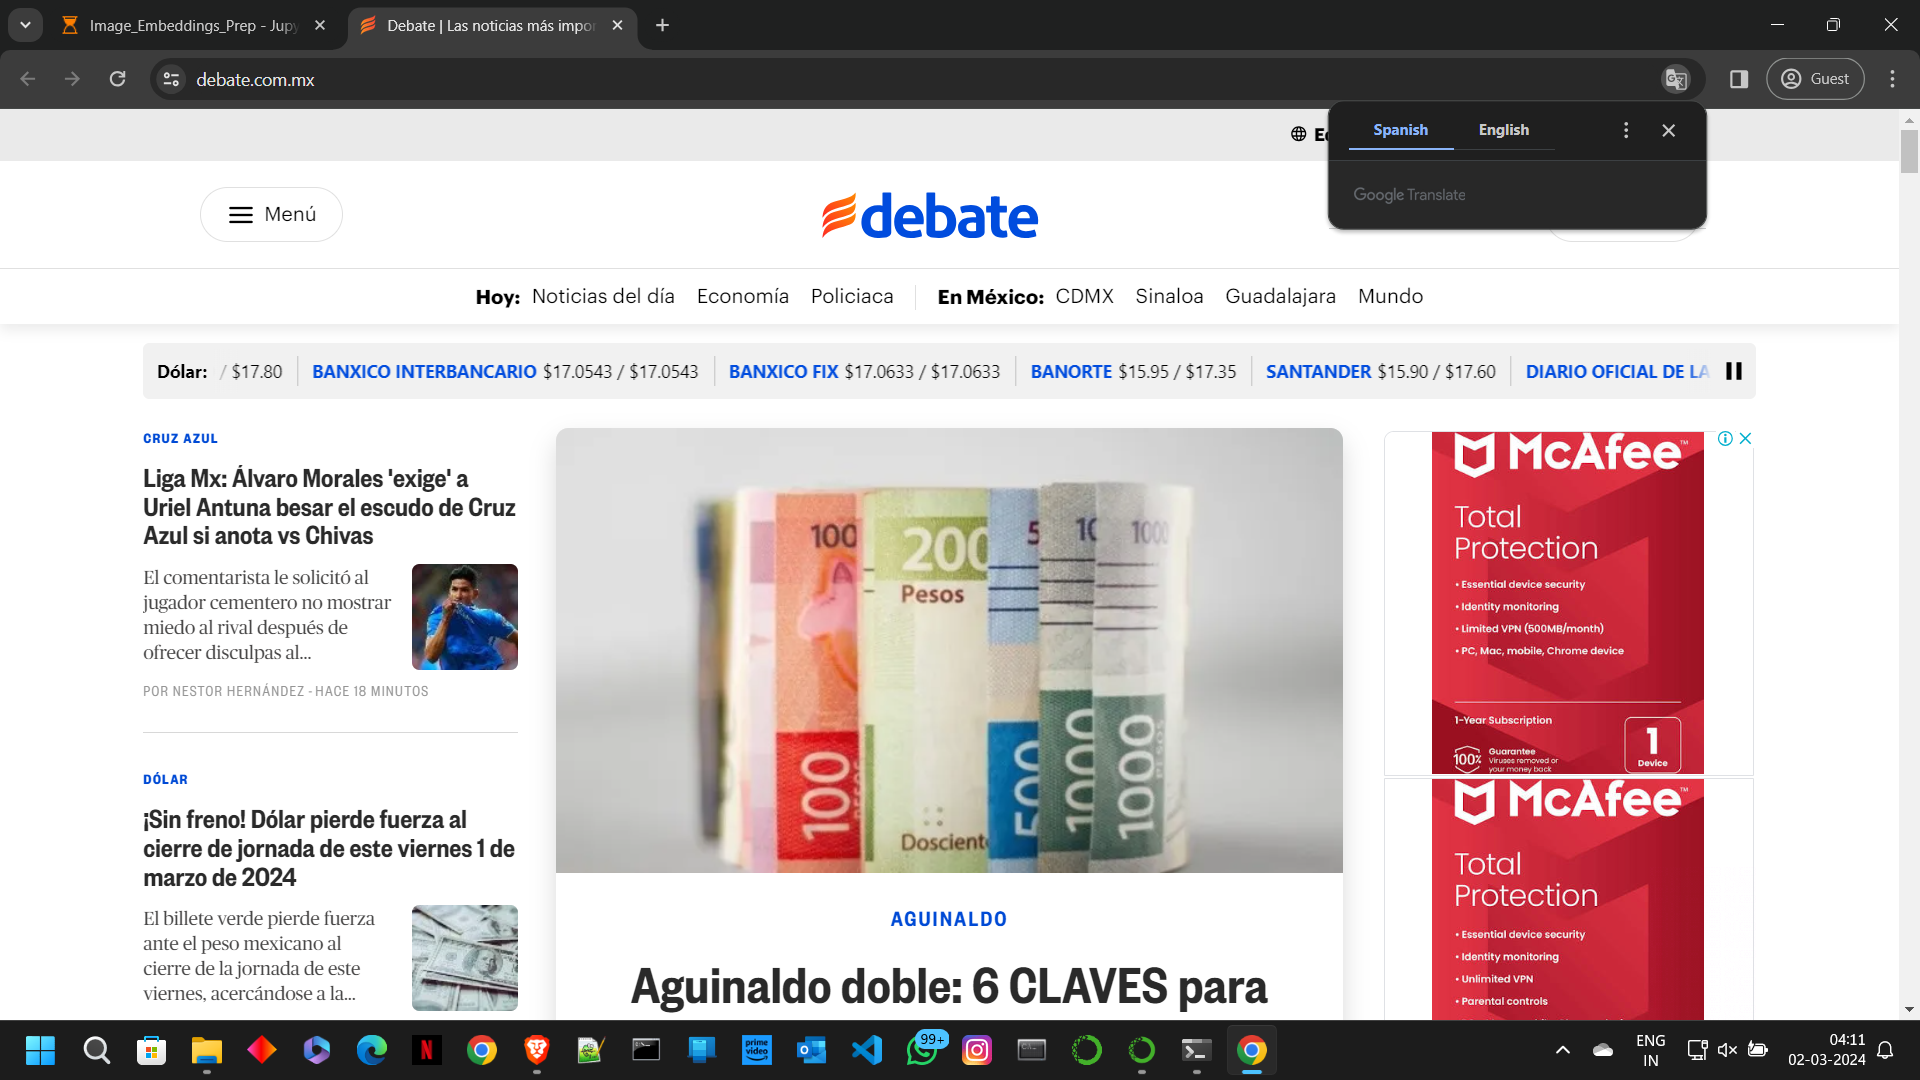 Image_Embeddings_Prep - Jupy
Debate | Las noticias más impor
debate.com.mx
Guest
Spanish
English
Google Translate
Menú
debate
Hoy:
Noticias del día
Economía
Policiaca
En México:
CDMX
Sinaloa
Guadalajara
Mundo
Dólar:
/ $17.80
BANXICO INTERBANCARIO $17.0543 / $17.0543
BANXICO FIX $17.0633 / $17.0633
BANORTE $15.95 / $17.35
SANTANDER $15.90 / $17.60
DIARIO OFICIAL DE LA
CRUZ AZUL
Liga Mx: Álvaro Morales 'exige' a
Uriel Antuna besar el escudo de Cruz
Azul si anota vs Chivas
El comentarista le solicitó al
jugador cementero no mostrar
miedo al rival después de
ofrecer disculpas al...
POR NESTOR HERNÁNDEZ - HACE 18 MINUTOS
DÓLAR
¡Sin freno! Dólar pierde fuerza al
cierre de jornada de este viernes 1 de
marzo de 2024
El billete verde pierde fuerza
ante el peso mexicano al
cierre de la jornada de este
viernes, acercándose a la...
100
200
Pesos
5
10
1000
100
500
1000
1000
PESOS
Dosciento
AGUINALDO
Aguinaldo doble: 6 CLAVES para
McAfee™
Total
Protection
• Essential device security
• Identity monitoring
• Limited VPN (500MB/month)
• PC, Mac, mobile, Chrome device
1-Year Subscription
100%
Guarantee
Viruses removed or
your money back
1
Device
McAfee™
Total
Protection
• Essential device security
• Identity monitoring
• Unlimited VPN
• Parental controls
prime
video
99+
ENG
IN
04:11
02-03-2024